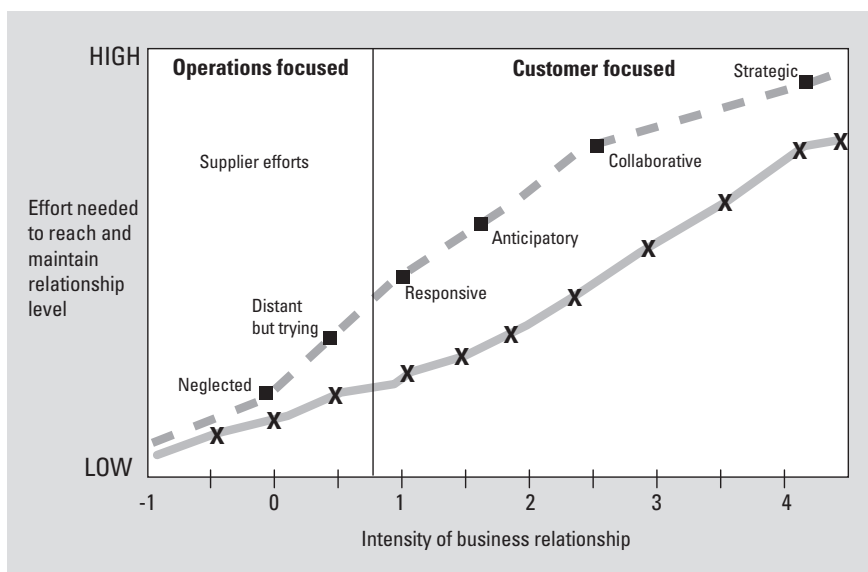 HIGH
Operations focused
Customer focused
Strategic
Supplier efforts
Collaborative
Effort needed
to reach and
maintain
relationship
level
Anticipatory
Responsive
Distant
but trying
Neglected
LOW
-1 0 1 2 3 4
Intensity of business relationship